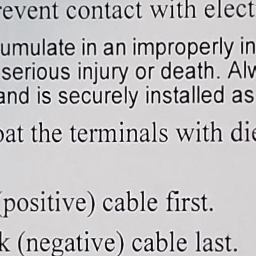 revent contact with elect
umulate in an improperly in
serious injury or death. Alw
and is securely installed as
oat the terminals with die
(positive) cable first.
k (negative) cable last.